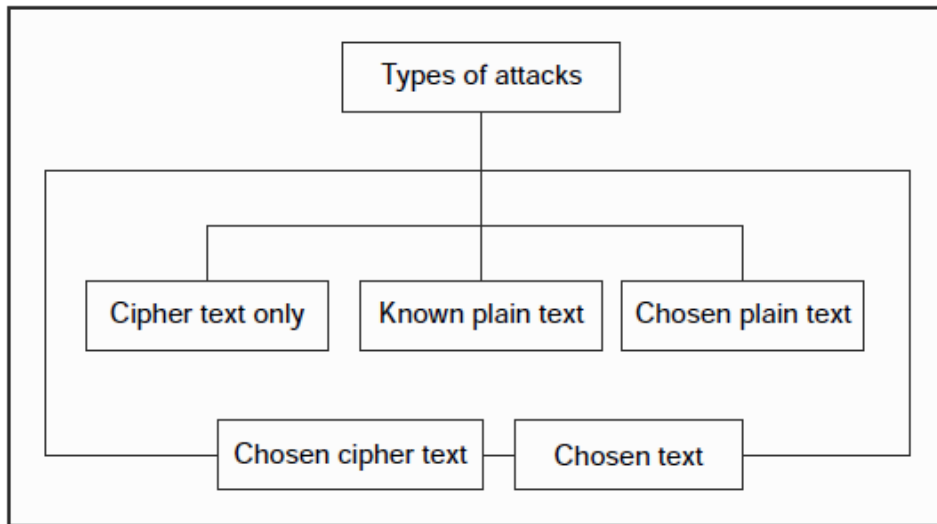 Types of attacks
Cipher text only
Known plain text
Chosen plain text
Chosen cipher text
Chosen text